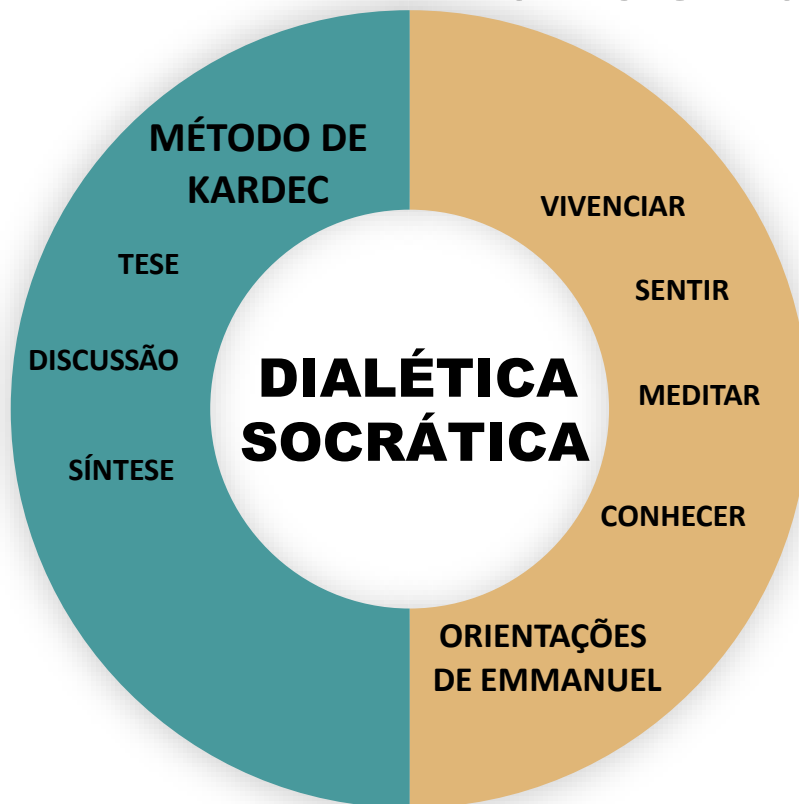 MÉTODO DE
KARDEC
TESE
DISCUSSÃO
SÍNTESE
DIALÉTICA
SOCRÁTICA
VIVENCIAR
SENTIR
MEDITAR
CONHECER
ORIENTAÇÕES
DE EMMANUEL